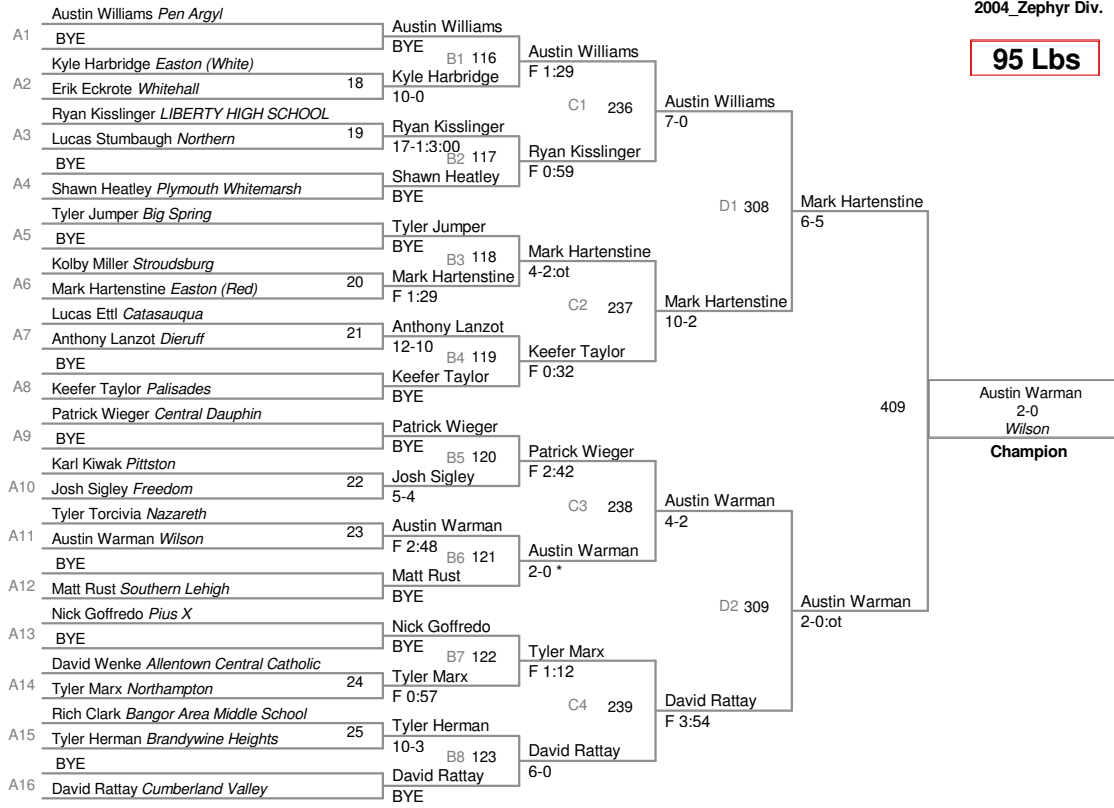 2004_Zephyr Div.
95 Lbs
A1
Austin Williams Pen Argyl
BYE
A2
Kyle Harbridge Easton (White)
Erik Eckrote Whitehall
18
A3
Ryan Kisslinger LIBERTY HIGH SCHOOL
Lucas Stumbaugh Northern
19
A4
BYE
Shawn Heatley Plymouth Whitemarsh
A5
Tyler Jumper Big Spring
BYE
A6
Kolby Miller Stroudsburg
Mark Hartenstine Easton (Red)
20
A7
Lucas Ettl Catasauqua
Anthony Lanzot Dieruff
21
A8
BYE
Keefer Taylor Palisades
A9
Patrick Wieger Central Dauphin
BYE
A10
Karl Kiwak Pittston
Josh Sigley Freedom
22
A11
Tyler Torcivia Nazareth
Austin Warman Wilson
23
A12
BYE
Matt Rust Southern Lehigh
A13
Nick Goffredo Pius X
BYE
A14
David Wenke Allentown Central Catholic
Tyler Marx Northampton
24
A15
Rich Clark Bangor Area Middle School
Tyler Herman Brandywine Heights
25
A16
BYE
David Rattay Cumberland Valley
Austin Williams
BYE
B1 116
Kyle Harbridge
10-0
Ryan Kisslinger
17-1:3:00
B2 117
Shawn Heatley
BYE
Tyler Jumper
BYE
B3 118
Mark Hartenstine
F 1:29
Anthony Lanzot
12-10
B4 119
Keefer Taylor
BYE
Patrick Wieger
BYE
B5 120
Josh Sigley
5-4
Austin Warman
F 2:48
B6 121
Matt Rust
BYE
Nick Goffredo
BYE
B7 122
Tyler Marx
F 0:57
Tyler Herman
10-3
B8 123
David Rattay
BYE
Austin Williams
F 1:29
C1 236
Ryan Kisslinger
F 0:59
Mark Hartenstine
4-2:ot
C2 237
Keefer Taylor
F 0:32
Patrick Wieger
F 2:42
C3 238
Austin Warman
2-0 *
Tyler Marx
F 1:12
C4 239
David Rattay
6-0
Austin Williams
7-0
D1 308
Mark Hartenstine
10-2
Austin Warman
4-2
D2 309
David Rattay
F 3:54
Mark Hartenstine
6-5
409
Austin Warman
2-0:ot
Austin Warman
2-0
Wilson
Champion